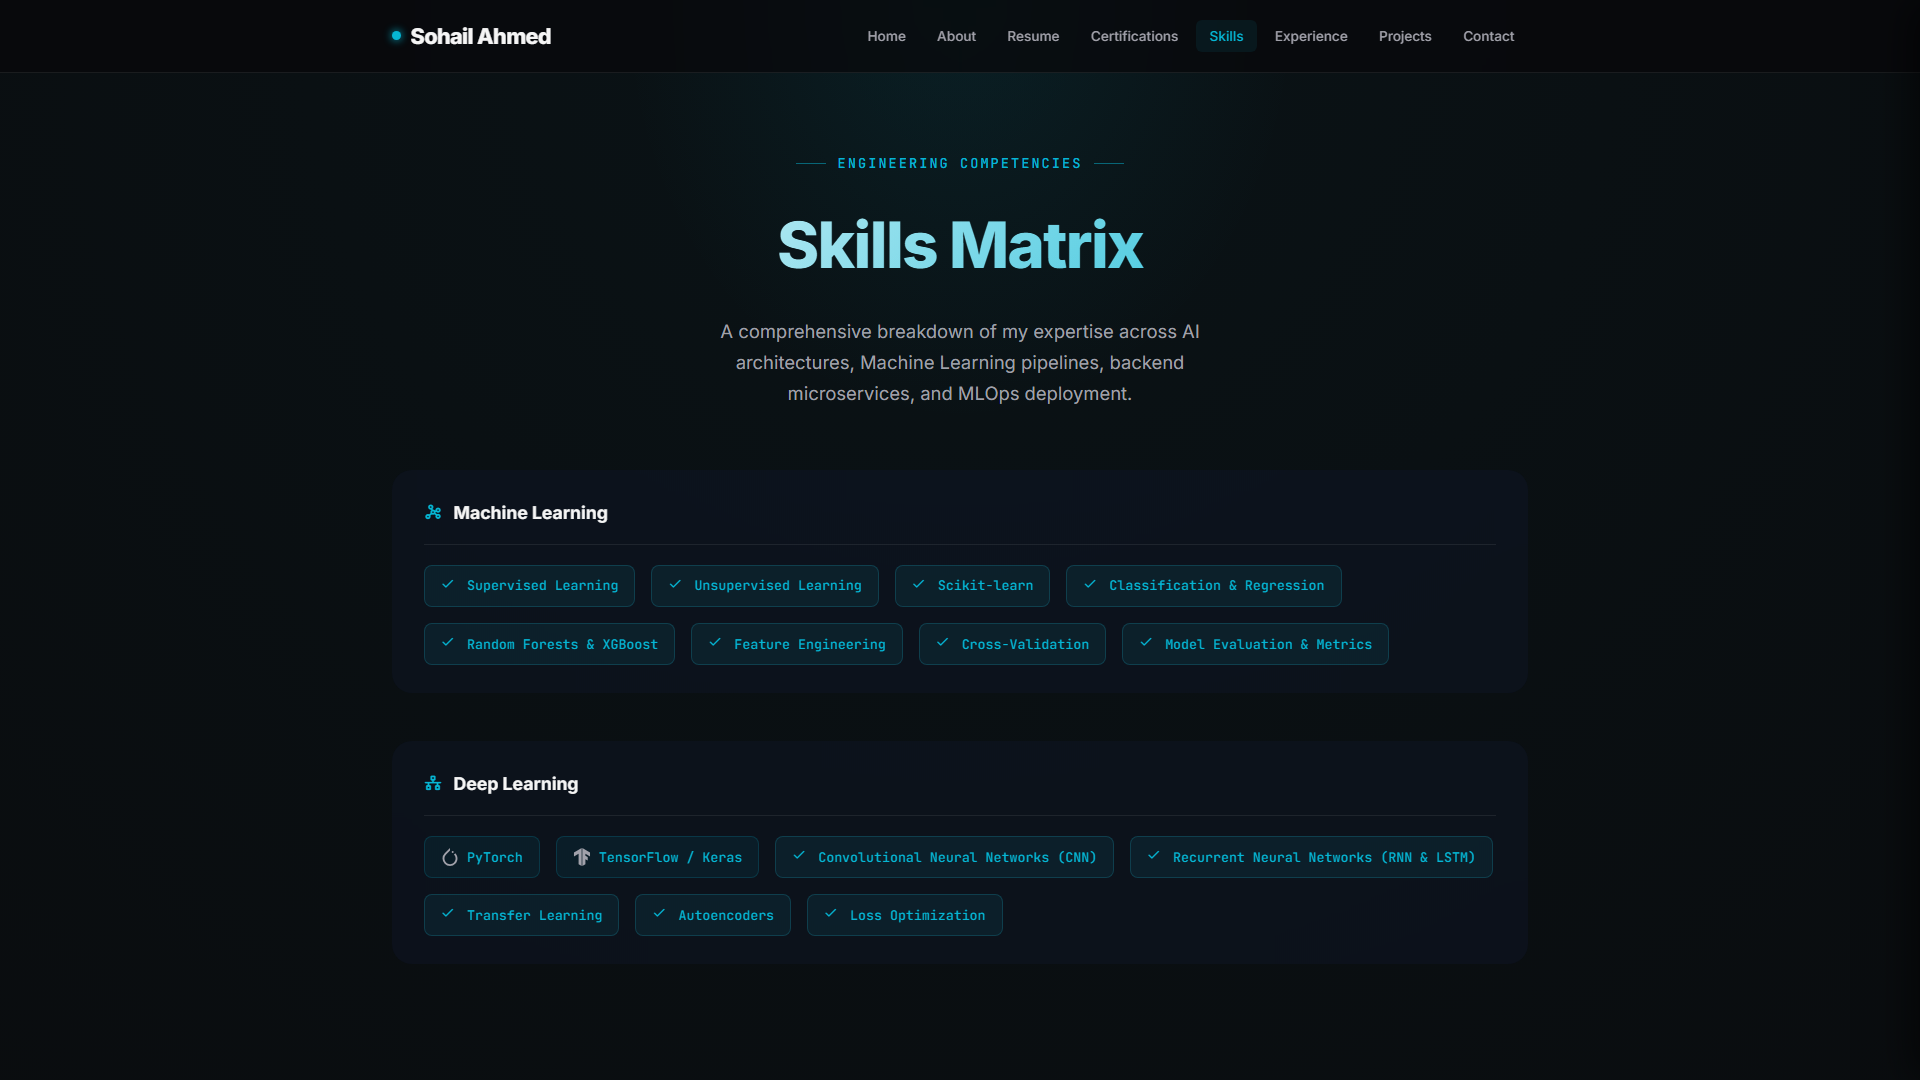 Sohail Ahmed
Home About Resume Certifications Skills Experience Projects Contact
ENGINEERING COMPETENCIES
Skills Matrix
A comprehensive breakdown of my expertise across AI
architectures, Machine Learning pipelines, backend
microservices, and MLOps deployment.
Machine Learning
Supervised Learning Unsupervised Learning Scikit-learn Classification & Regression
Random Forests & XGBoost Feature Engineering Cross-Validation Model Evaluation & Metrics
Deep Learning
PyTorch TensorFlow / Keras Convolutional Neural Networks (CNN) Recurrent Neural Networks (RNN & LSTM)
Transfer Learning Autoencoders Loss Optimization